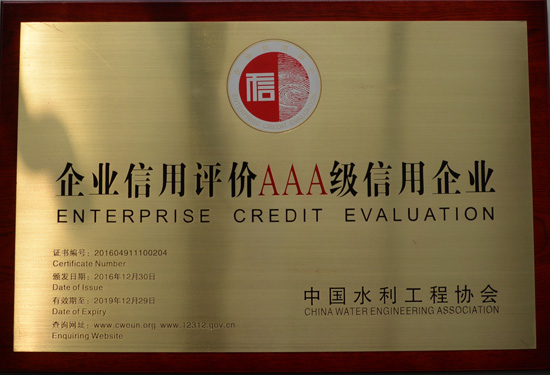 信
企业信用评价AAA级信用企业
ENTERPRISE CREDIT EVALUATION
证书编号：201604911100204
Certificate Number
颁发日期：2016年12月30日
Date of Issue
有效期至：2019年12月29日
Date of Expiry
查询网址：www.cweun.org www.12312.gov.cn
Enquiring Website
中国水利工程协会
CHINA WATER ENGINEERING ASSOCIATION